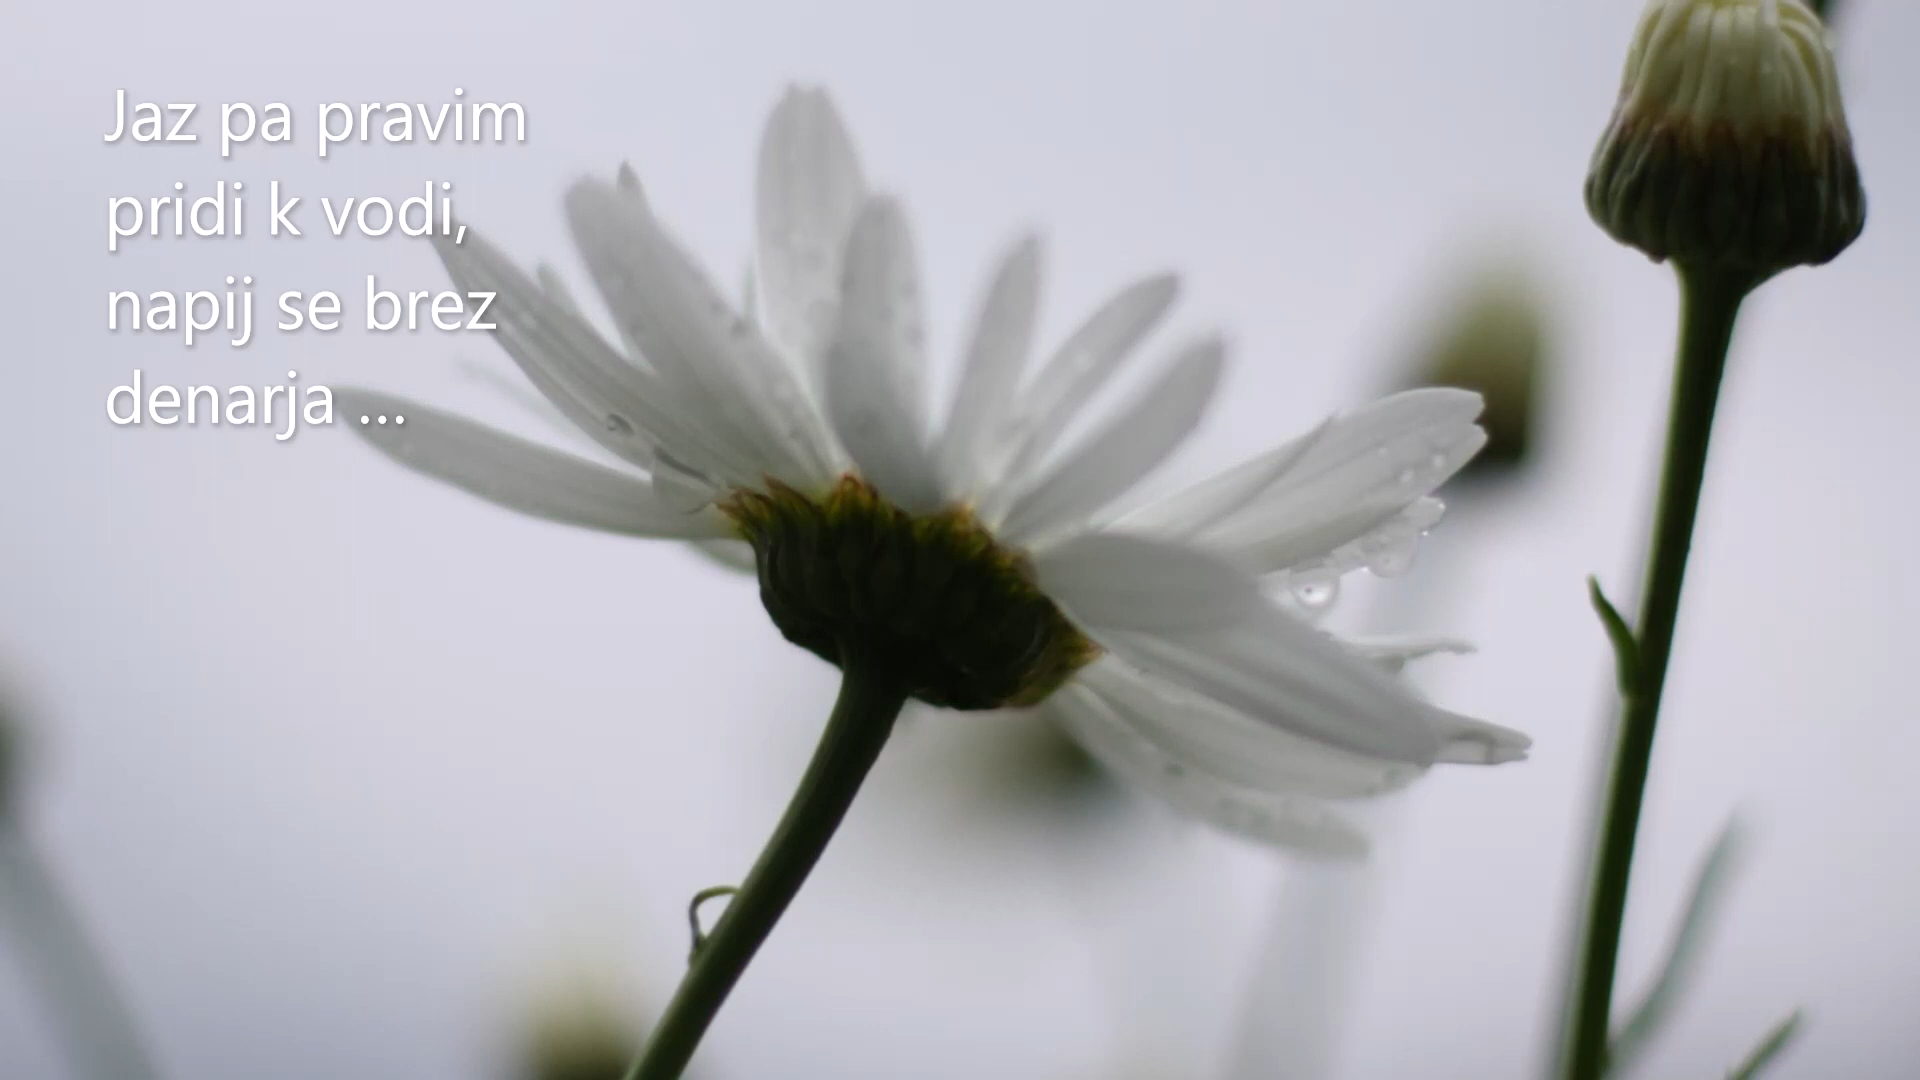 Jaz pa pravim
pridi k vodi,
napij se brez
denarja ...